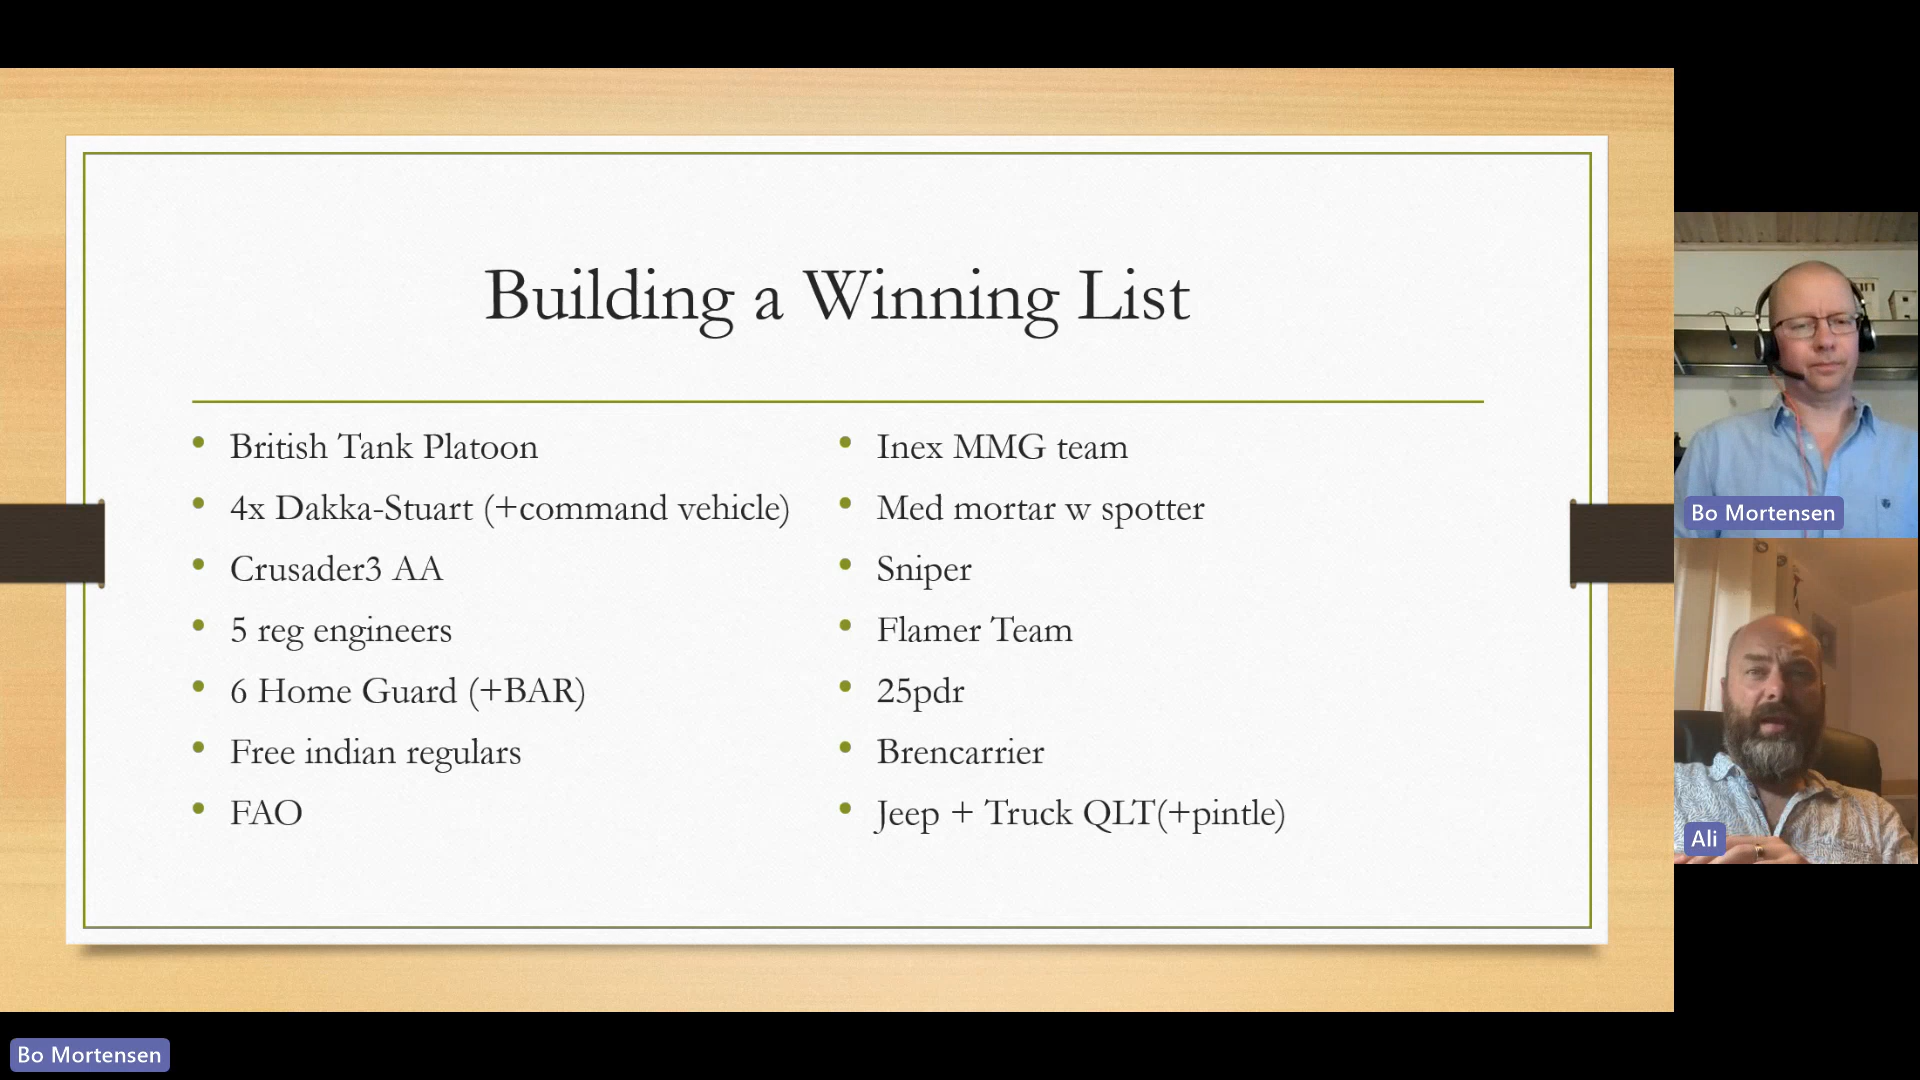 Building a Winning List
British Tank Platoon
4x Dakka-Stuart (+command vehicle)
Crusader3 AA
5 reg engineers
6 Home Guard (+BAR)
Free indian regulars
FAO
Inex MMG team
Med mortar w spotter
Sniper
Flamer Team
25pdr
Brencarrier
Jeep + Truck QLT(+pintle)
Bo Mortensen
Ali
Bo Mortensen